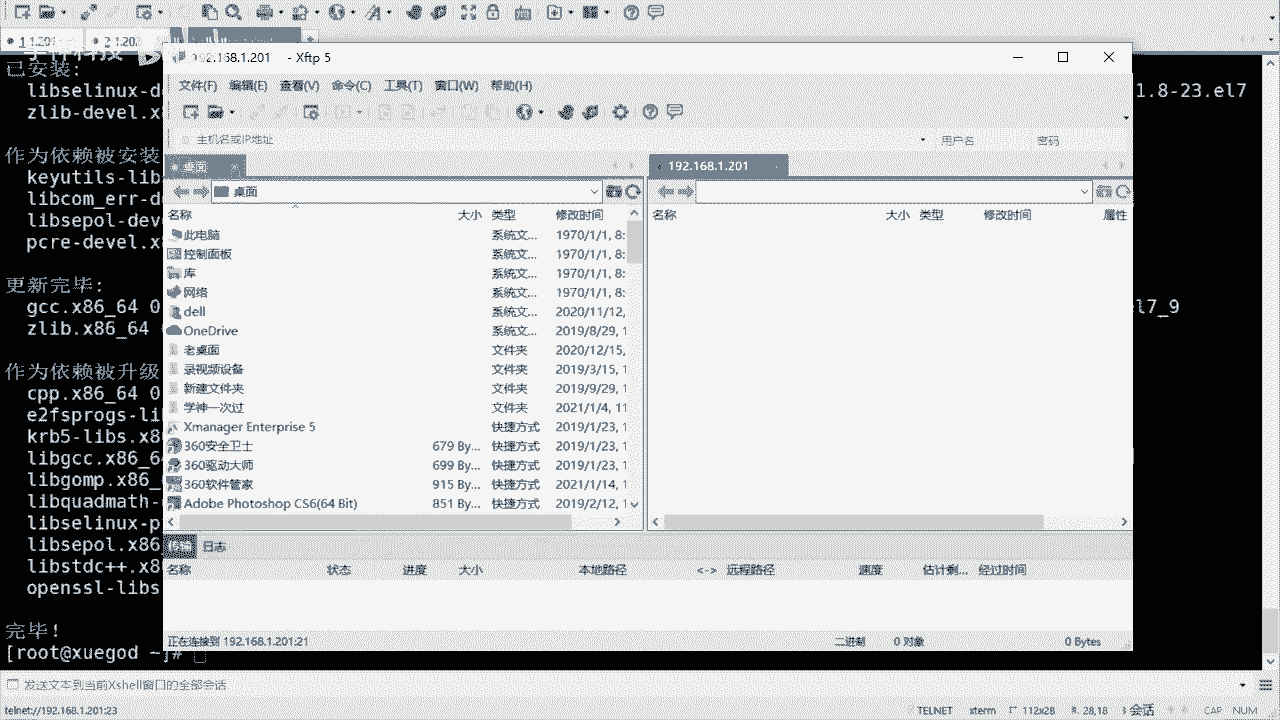 1 1.201
2 1.202
192.168.1.201 - Xftp 5
文件(F) 编辑(E) 查看(V) 命令(C) 工具(T) 窗口(W) 帮助(H)
主机名或IP地址 用户名 密码
桌面
桌面
名称 大小 类型 修改时间
此电脑 系统文... 1970/1/1, 8:
控制面板 系统文... 1970/1/1, 8:
库 系统文... 1970/1/1, 8:
网络 系统文... 1970/1/1, 8:
dell 系统文... 2020/11/12,
OneDrive 系统文... 2019/8/29, 1
老桌面 文件夹 2020/12/15,
录视频设备 文件夹 2019/3/15, 1
新建文件夹 文件夹 2019/9/29, 1
学神一次过 文件夹 2021/1/4, 11
Xmanager Enterprise 5 快捷方式 2019/1/23, 1
360安全卫士 679 By... 快捷方式 2019/1/23, 1
360驱动大师 699 By... 快捷方式 2019/1/23, 1
360软件管家 915 By... 快捷方式 2021/1/14, 1
Adobe Photoshop CS6(64 Bit) 851 By... 快捷方式 2019/2/12, 1
192.168.1.201
名称 大小 类型 修改时间 属性
传输 日志
名称 状态 进度 大小 本地路径 <-> 远程路径 速度 估计剩... 经过时间
正在连接到 192.168.1.201:21 二进制 0 对象 0 Bytes
已安装:
libselinux-d 1.8-23.el7
zlib-devel.x
作为依赖被安装
keyutils-lib
libcom_err-d
libsepol-dev
pcre-devel.x
更新完毕:
gcc.x86_64 0 el7_9
zlib.x86_64
作为依赖被升级
cpp.x86_64 0
e2fsprogs-li
krb5-libs.x8
libgcc.x86_6
libgomp.x86_
libquadmath-
libselinux-p
libsepol.x86
libstdc++.x8
openssl-libs
完毕!
[root@xuegod ~]#
发送文本到当前Xshell窗口的全部会话
telnet://192.168.1.201:23 TELNET xterm 112x28 28,18 3 会话 CAP NUM